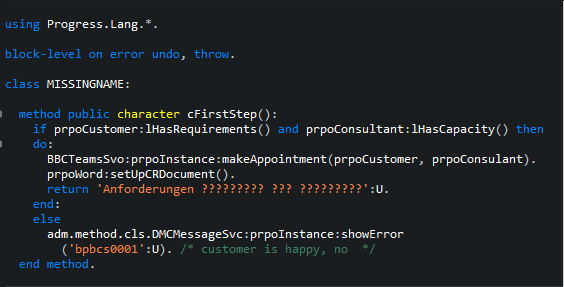 using Progress.Lang.*.
block-level on error undo, throw.
class MISSINGNAME:
method public character cFirstStep():
if prpoCustomer:lHasRequirements() and prpoConsultant:lHasCapacity() then
do:
BBCTeamsSvo:prpoInstance:makeAppointment(prpoCustomer, prpoConsulant).
prpoWord:setUpCRDocument().
return 'Anforderungen ????????? ??? ?????????':U.
end:
else
adm.method.cls.DMCMessageSvc:prpoInstance:showError
('bpbcs0001':U). /* customer is happy, no  */
end method.